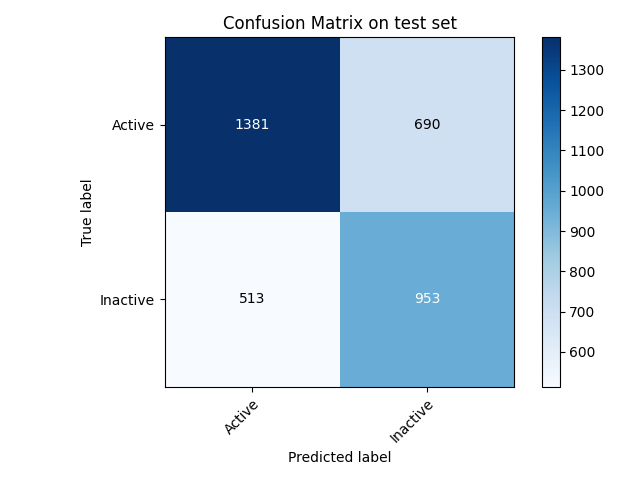 Confusion Matrix on test set
True label
Active
Inactive
1381
690
513
953
Active
Inactive
Predicted label
1300
1200
1100
1000
900
800
700
600